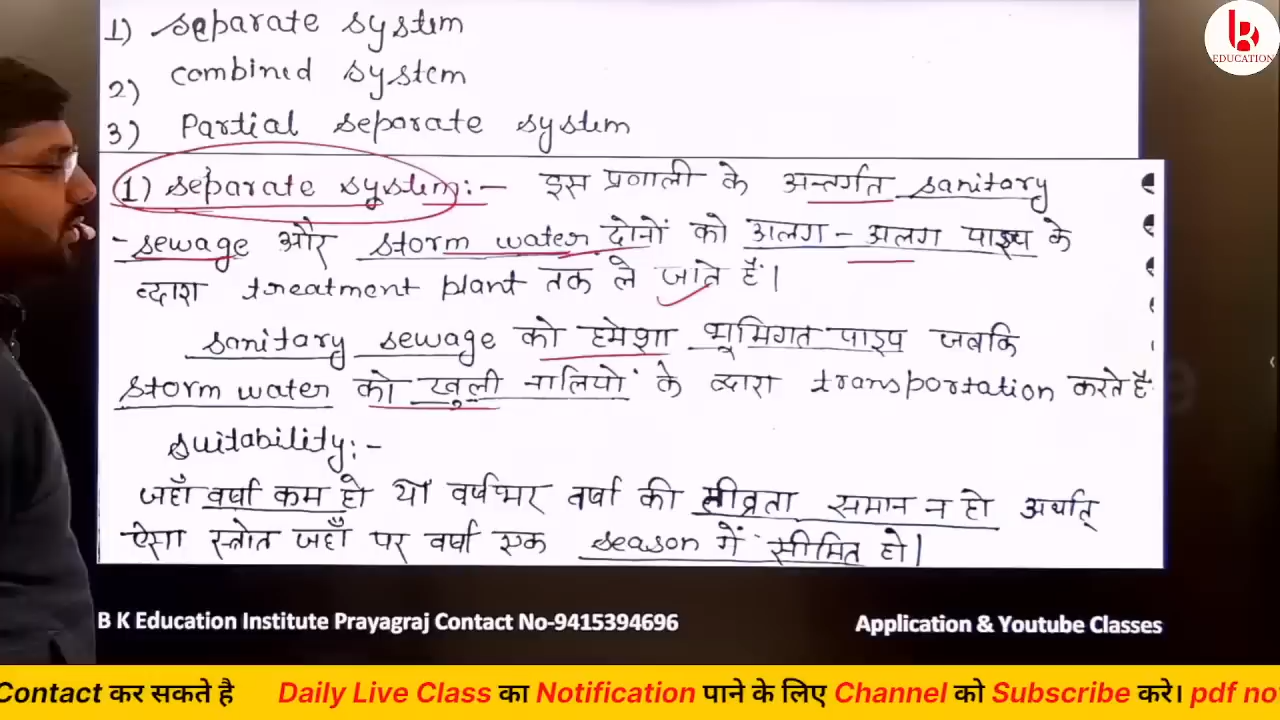 1) separate system
2) combined system
3) Partial separate system
1) separate system:- इस प्रणाली के अन्तर्गत sanitary
- sewage और storm water दोनों को अलग - अलग पाइप के
द्वारा treatment plant तक ले जाते हैं।
sanitary sewage को हमेशा भूमिगत पाइप जबकि
storm water को खुली नालियों के द्वारा transportation करते है
suitability:-
जहाँ वर्षा कम हो या वर्षभर वर्षा की तीव्रता समान न हो अर्थात्
ऐसा स्त्रोत जहाँ पर वर्षा एक season में सीमित हो।
B K Education Institute Prayagraj Contact No-9415394696
Application & Youtube Classes
Contact कर सकते है Daily Live Class का Notification पाने के लिए Channel को Subscribe करे। pdf no
EDUCATION